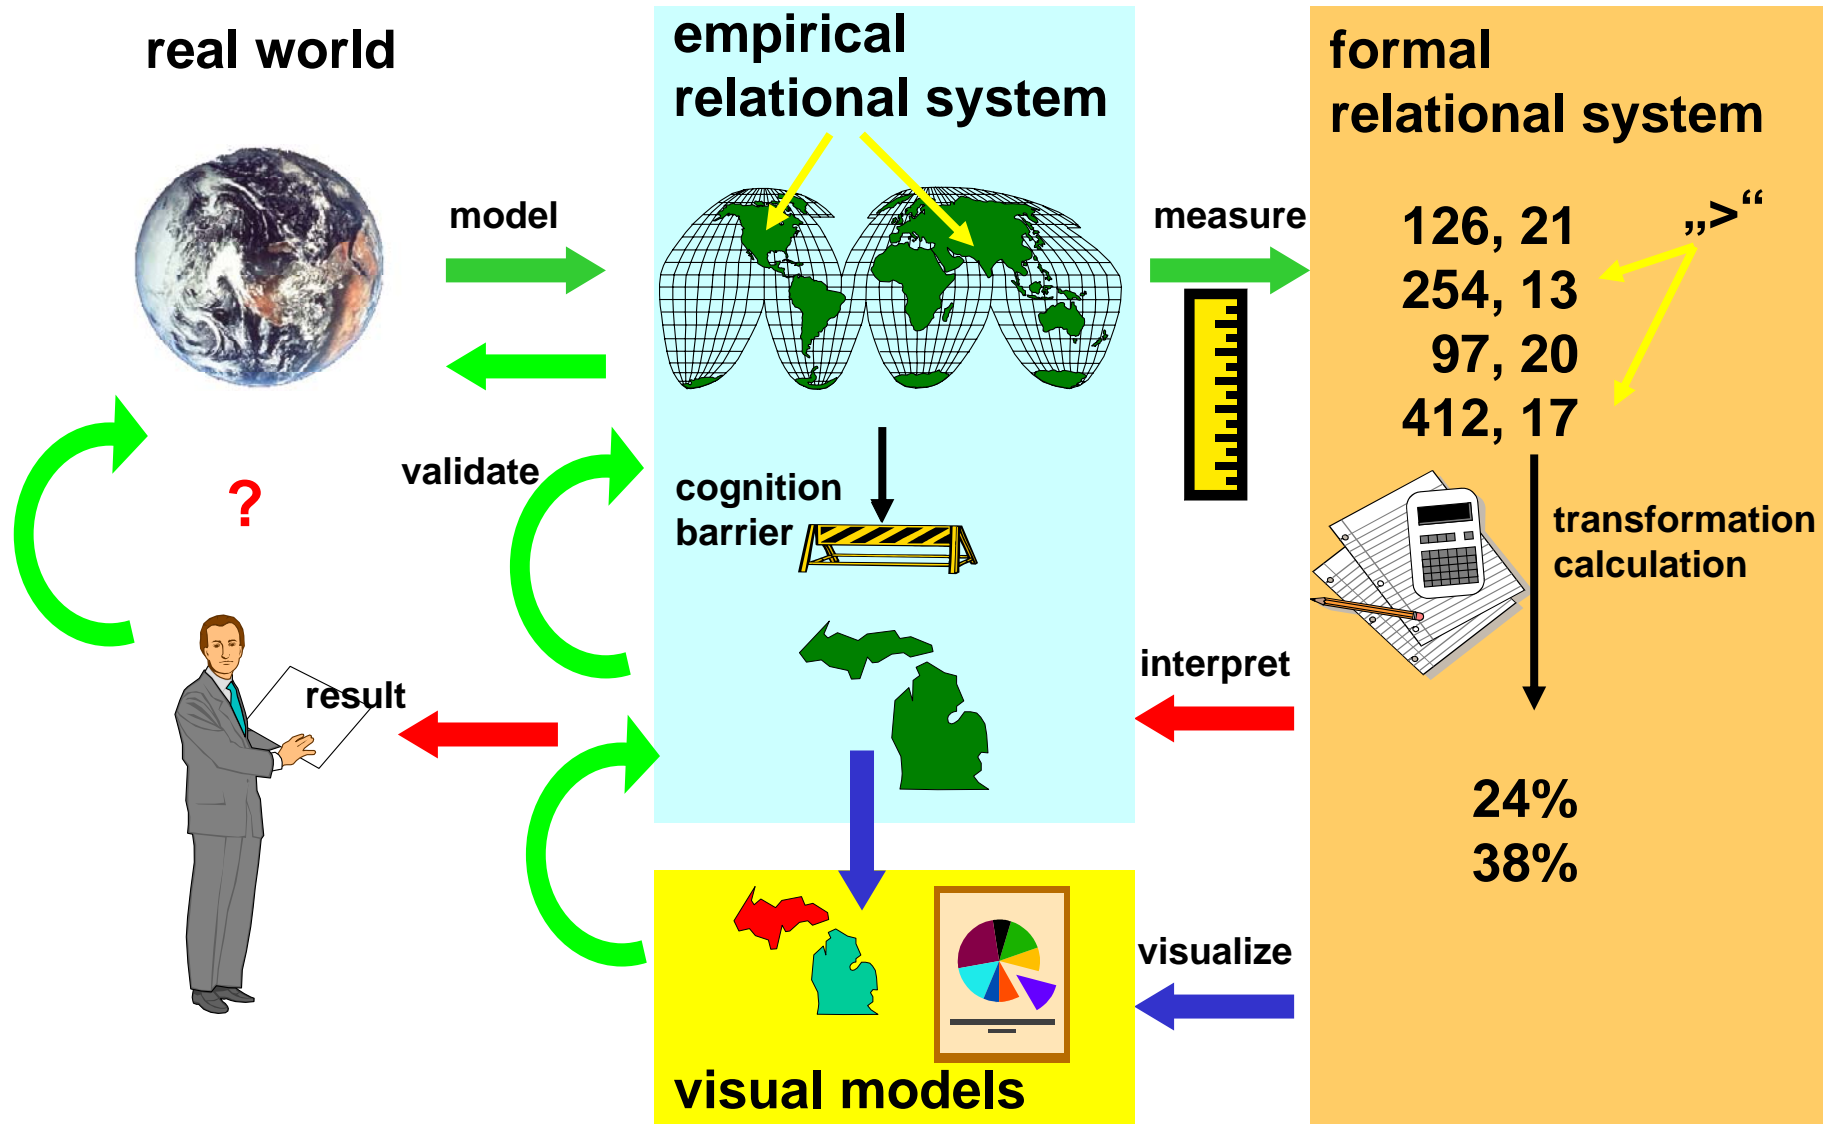 real world
empirical
relational system
formal
relational system
model
measure
126, 21
„>“
254, 13
97, 20
412, 17
validate
?
cognition
barrier
transformation
calculation
result
interpret
24%
38%
visualize
visual models